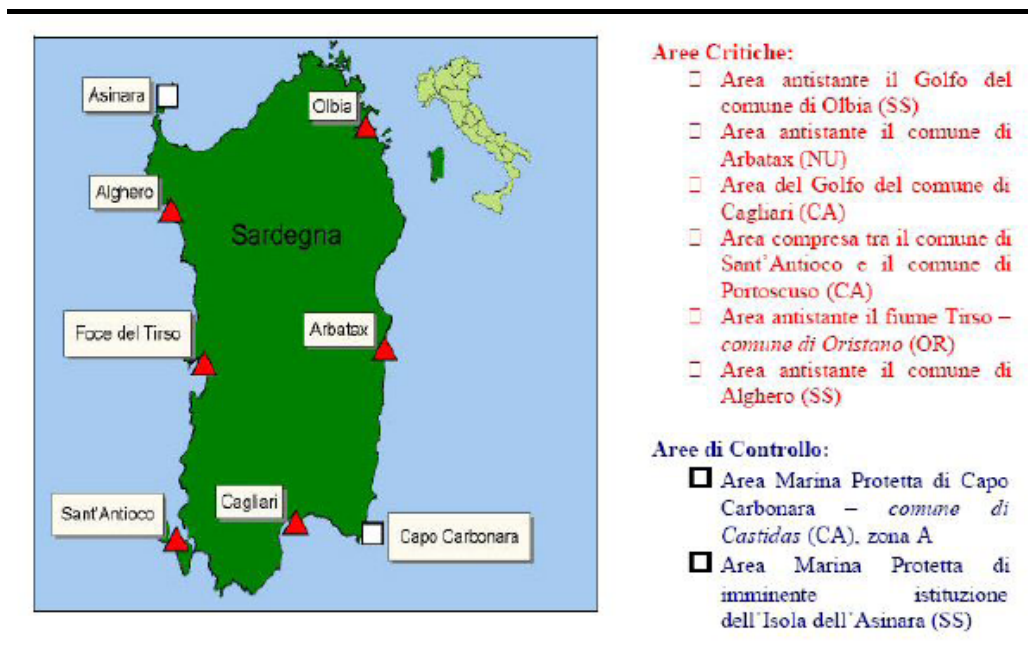 Asinara
Olbia
Alghero
Sardegna
Foce del Tirso
Arbatax
Sant'Antioco
Cagliari
Capo Carbonara
Aree Critiche:
Area antistante il Golfo del
comune di Olbia (SS)
Area antistante il comune di
Arbatax (NU)
Area del Golfo del comune di
Cagliari (CA)
Area compresa tra il comune di
Sant'Antioco e il comune di
Portoscuso (CA)
Area antistante il fiume Tirso –
comune di Oristano (OR)
Area antistante il comune di
Alghero (SS)
Aree di Controllo:
Area Marina Protetta di Capo
Carbonara – comune di
Castidas (CA), zona A
Area Marina Protetta di
imminente istituzione
dell'Isola dell'Asinara (SS)